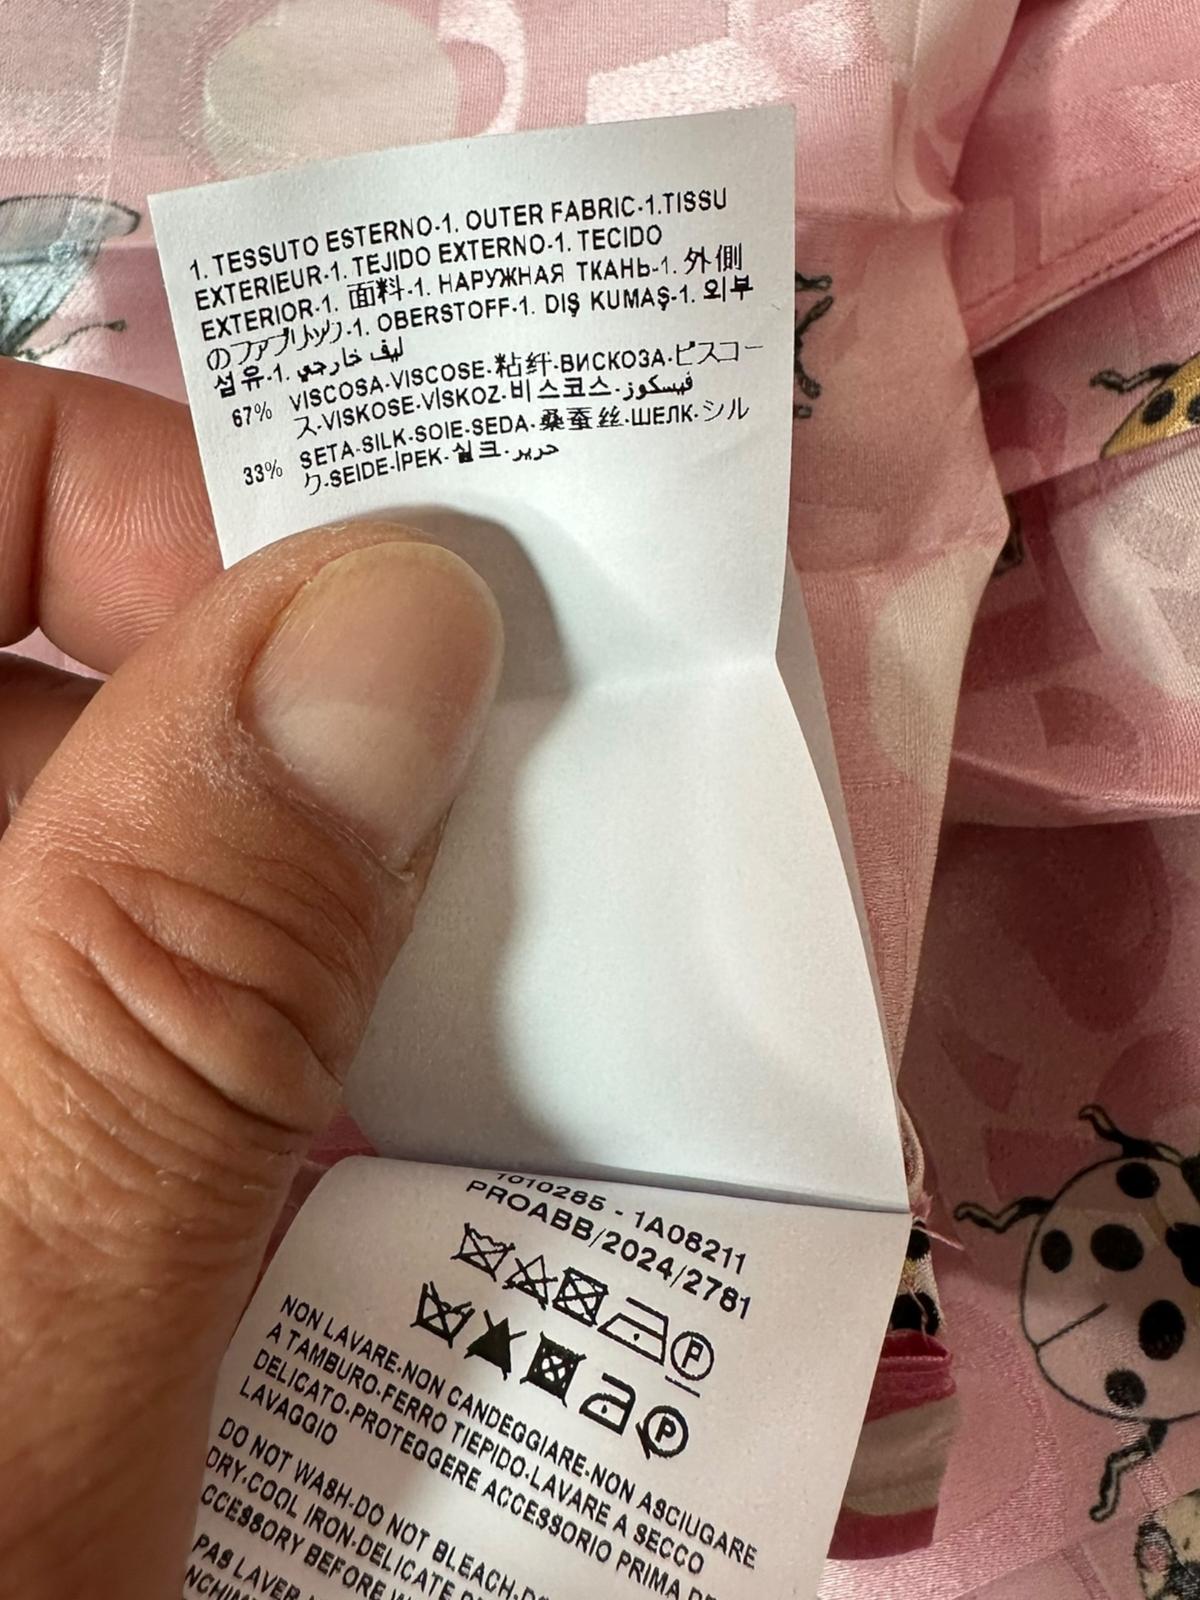 1. TESSUTO ESTERNO-1. OUTER FABRIC-1.TISSU
EXTERIEUR-1. TEJIDO EXTERNO-1. TECIDO
EXTERIOR-1. 面料-1. НАРУЖНАЯ ТКАНЬ-1. 外側
のファブリック-1. OBERSTOFF-1. DIŞ KUMAŞ-1. 외부
섬유-1. ليف خارجي
67% VISCOSA-VISCOSE-粘纤-ВИСКОЗА-ビスコー
ス-VISKOSE-VİSKOZ-비스코스-فيسكوز
33% SETA-SILK-SOIE-SEDA-桑蚕丝-ШЕЛК-シル
ク-SEIDE-İPEK-실크-حرير
1010285 - 1A08211
PROABB/2024/2781
P
P
NON LAVARE-NON CANDEGGIARE-NON ASCIUGARE
A TAMBURO-FERRO TIEPIDO-LAVARE A SECCO
DELICATO-PROTEGGERE ACCESSORIO PRIMA DE
LAVAGGIO
DO NOT WASH-DO NOT BLEACH-D
DRY-COOL IRON-DELICATE
CCESSORY BEFORE W
PAS LAVER